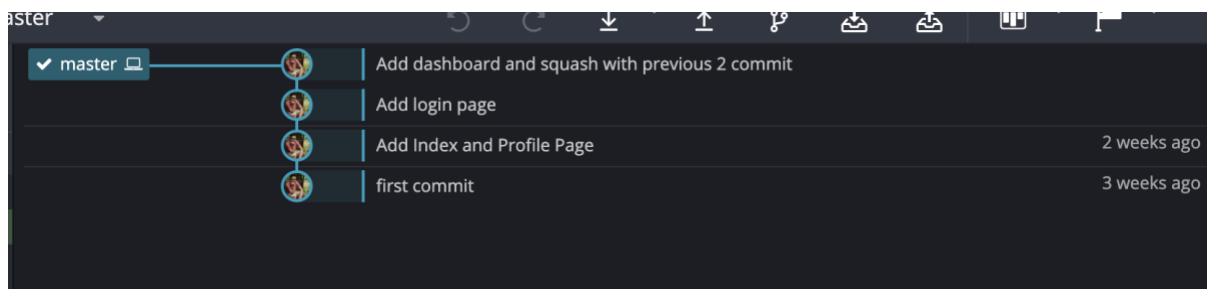 aster
master
Add dashboard and squash with previous 2 commit
Add login page
Add Index and Profile Page 2 weeks ago
first commit 3 weeks ago